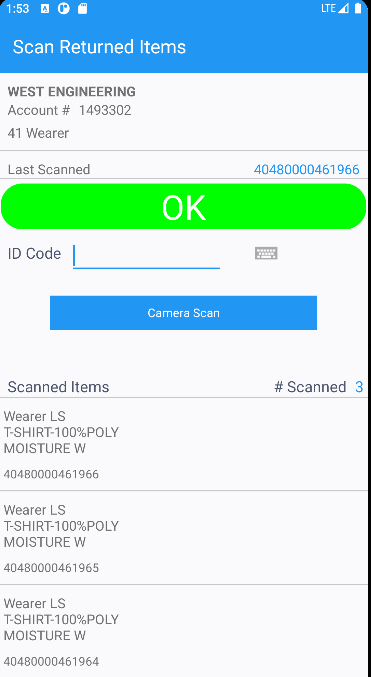 1:53 LTE
Scan Returned Items
WEST ENGINEERING
Account # 1493302
41 Wearer
Last Scanned 40480000461966
OK
ID Code
Camera Scan
Scanned Items # Scanned 3
Wearer LS
T-SHIRT-100%POLY
MOISTURE W
40480000461966
Wearer LS
T-SHIRT-100%POLY
MOISTURE W
40480000461965
Wearer LS
T-SHIRT-100%POLY
MOISTURE W
40480000461964